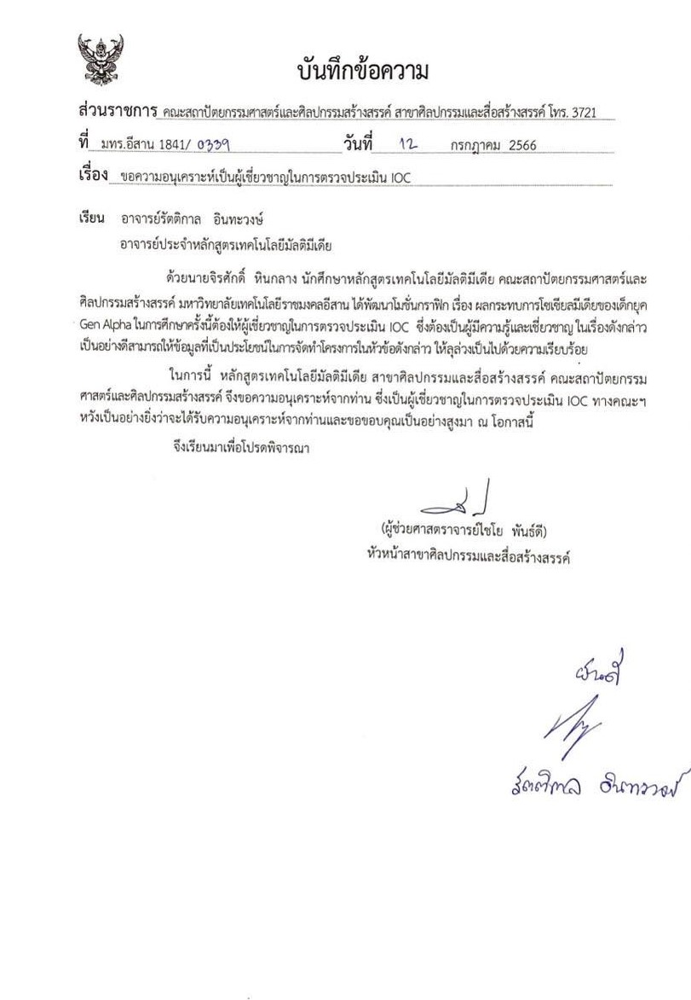 บันทึกข้อความ
ส่วนราชการ คณะสถาปัตยกรรมศาสตร์และศิลปกรรมสร้างสรรค์ สาขาศิลปกรรมและสื่อสร้างสรรค์ โทร. 3721
ที่ มทร.อีสาน 1841/ 0339 วันที่ 12 กรกฎาคม 2566
เรื่อง ขอความอนุเคราะห์เป็นผู้เชี่ยวชาญในการตรวจประเมิน IOC
เรียน อาจารย์รัตติกาล อินทะวงษ์
อาจารย์ประจำหลักสูตรเทคโนโลยีมัลติมีเดีย
ด้วยนายจิรศักดิ์ หินกลาง นักศึกษาหลักสูตรเทคโนโลยีมัลติมีเดีย คณะสถาปัตยกรรมศาสตร์และ
ศิลปกรรมสร้างสรรค์ มหาวิทยาลัยเทคโนโลยีราชมงคลอีสาน ได้พัฒนาโมชั่นกราฟิก เรื่อง ผลกระทบการโซเชียลมีเดียของเด็กยุค
Gen Alpha ในการศึกษาครั้งนี้ต้องให้ผู้เชี่ยวชาญในการตรวจประเมิน IOC ซึ่งต้องเป็นผู้มีความรู้และเชี่ยวชาญ ในเรื่องดังกล่าว
เป็นอย่างดีสามารถให้ข้อมูลที่เป็นประโยชน์ในการจัดทำโครงการในหัวข้อดังกล่าว ให้ลุล่วงเป็นไปด้วยความเรียบร้อย
ในการนี้ หลักสูตรเทคโนโลยีมัลติมีเดีย สาขาศิลปกรรมและสื่อสร้างสรรค์ คณะสถาปัตยกรรม
ศาสตร์และศิลปกรรมสร้างสรรค์ จึงขอความอนุเคราะห์จากท่าน ซึ่งเป็นผู้เชี่ยวชาญในการตรวจประเมิน IOC ทางคณะฯ
หวังเป็นอย่างยิ่งว่าจะได้รับความอนุเคราะห์จากท่านและขอขอบคุณเป็นอย่างสูงมา ณ โอกาสนี้
จึงเรียนมาเพื่อโปรดพิจารณา
(ผู้ช่วยศาสตราจารย์ไชโย พันธ์ดี)
หัวหน้าสาขาศิลปกรรมและสื่อสร้างสรรค์
ยินดี
รัตติกาล อินทะวงษ์